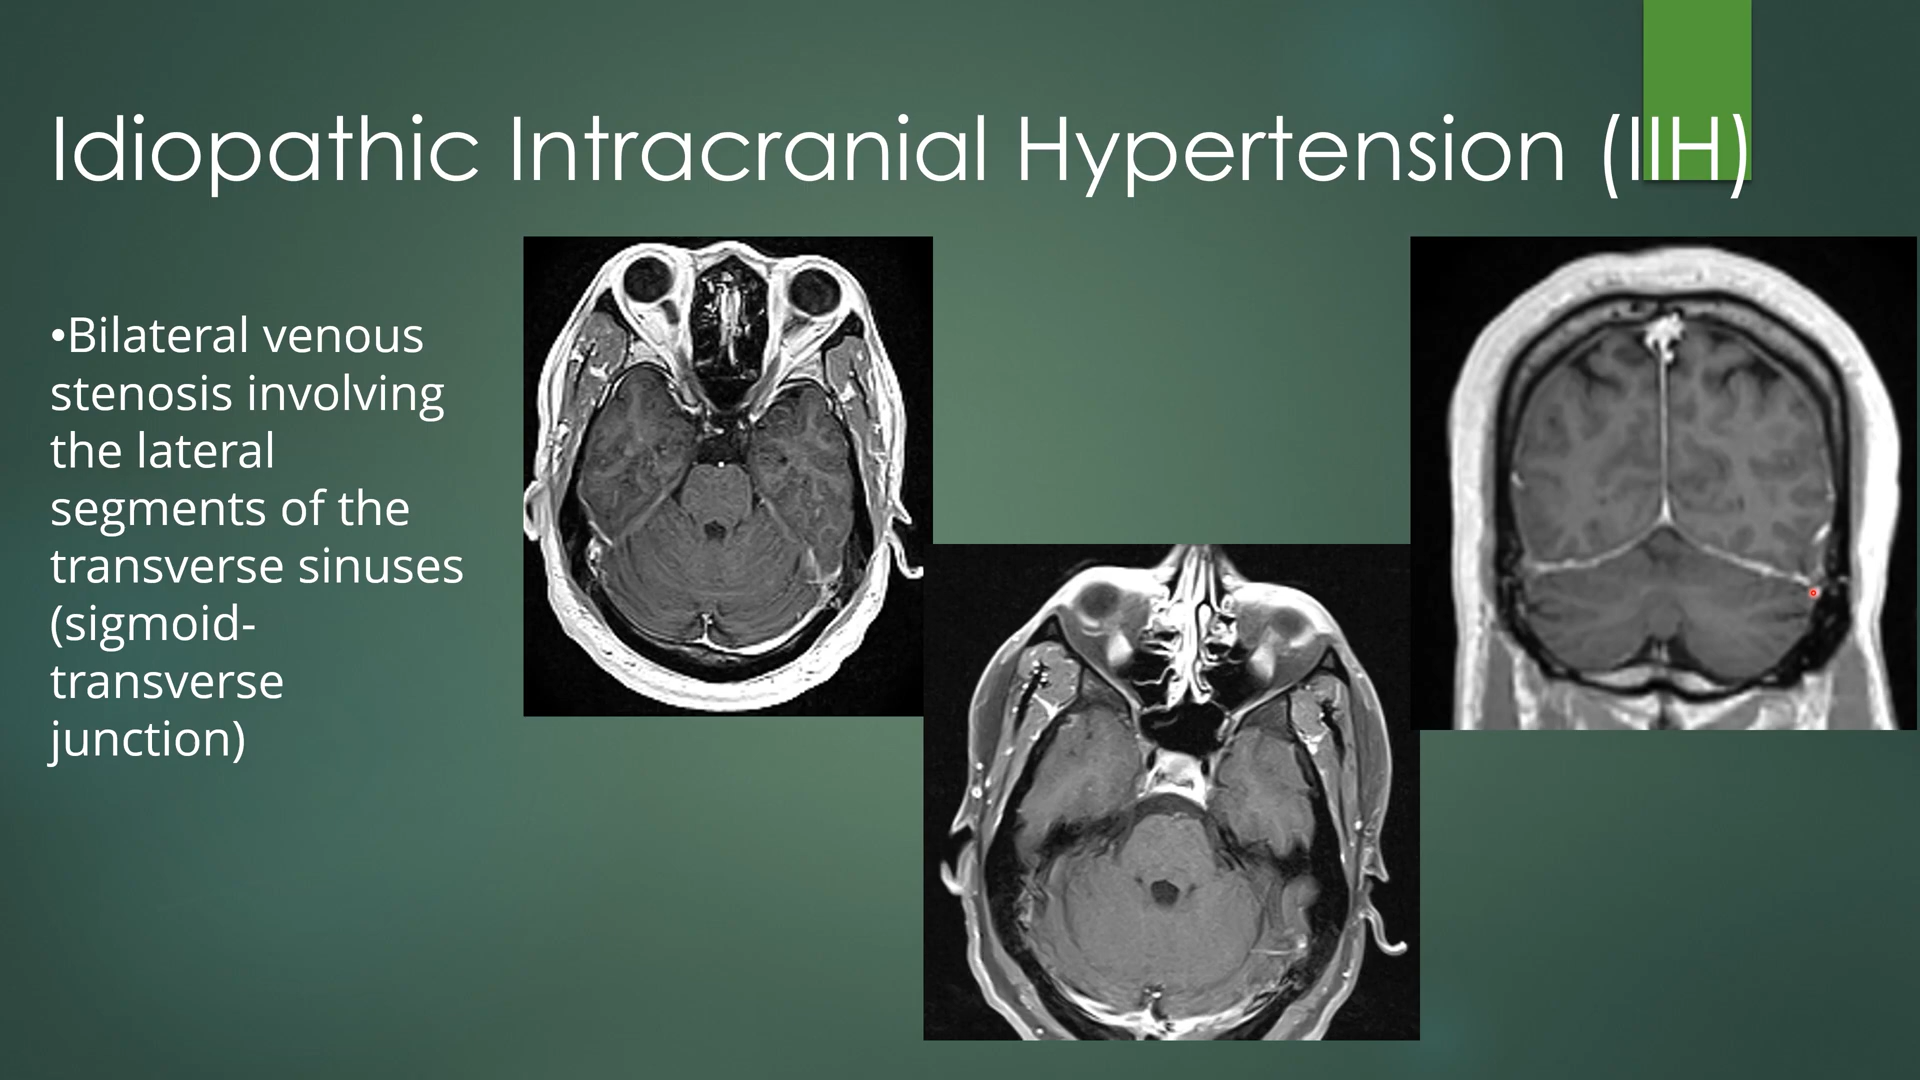 Idiopathic Intracranial Hypertension (IIH)
•Bilateral venous
stenosis involving
the lateral
segments of the
transverse sinuses
(sigmoid-
transverse
junction)